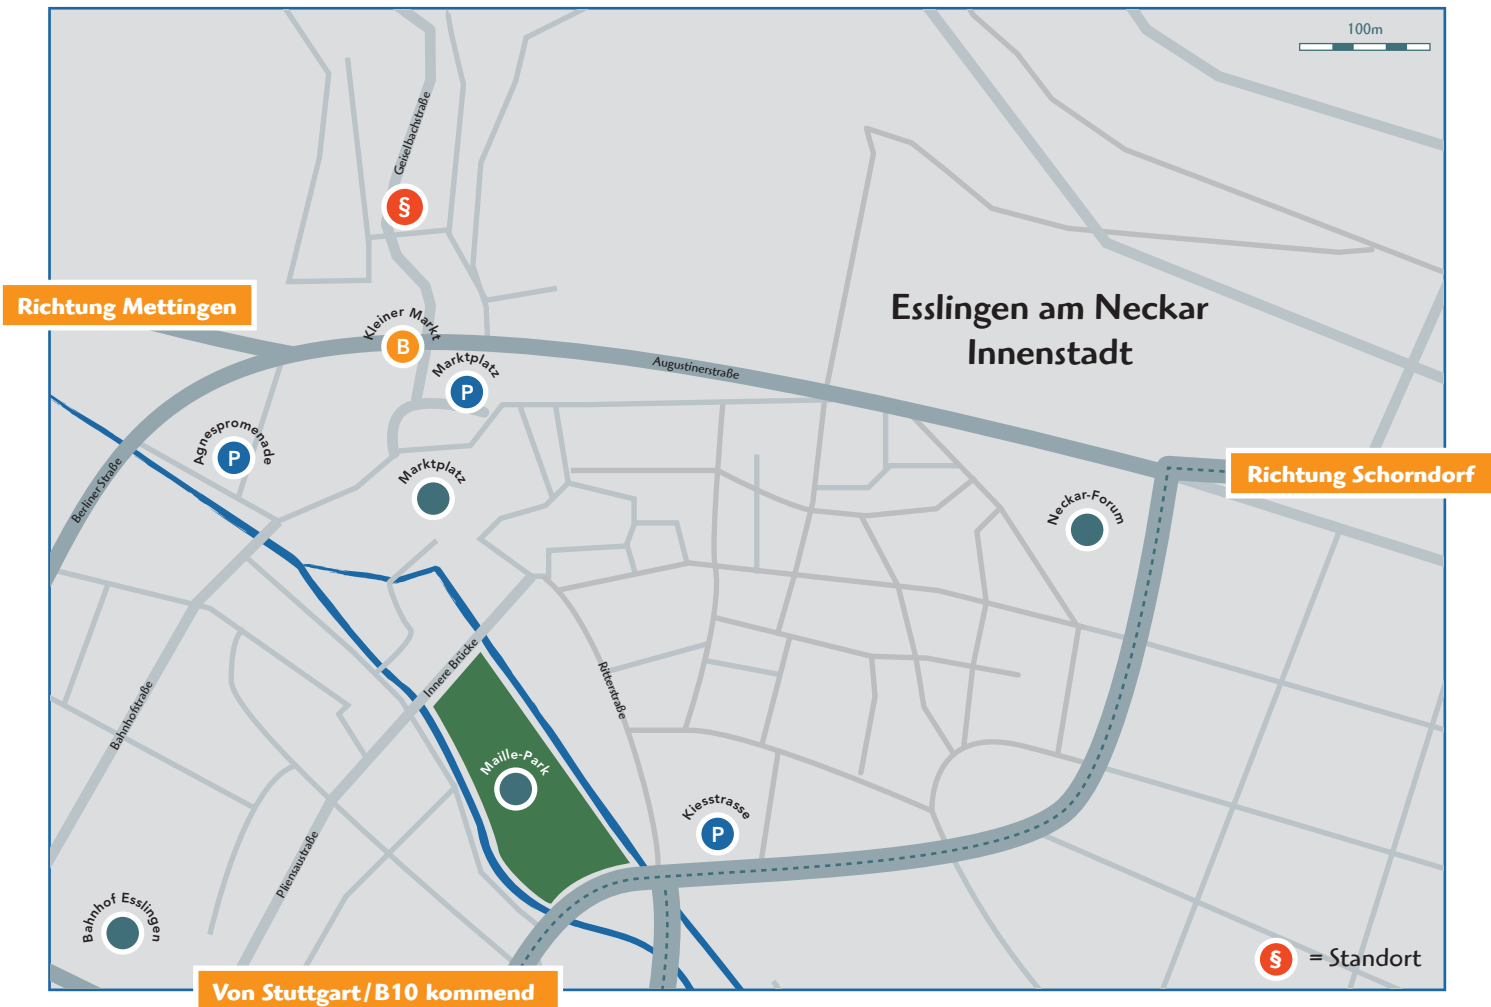 100m
Geiselbachstraße
§
Richtung Mettingen
Esslingen am Neckar
Innenstadt
Kleiner Markt
B
Marktplatz
P
Augustinerstraße
Agnespromenade
P
Berliner Straße
Marktplatz
Richtung Schorndorf
Neckar-Forum
Innere Brücke
Ritterstraße
Bahnhofstraße
Maille-Park
Kiesstrasse
P
Pliensaustraße
Bahnhof Esslingen
§ = Standort
Von Stuttgart/B10 kommend